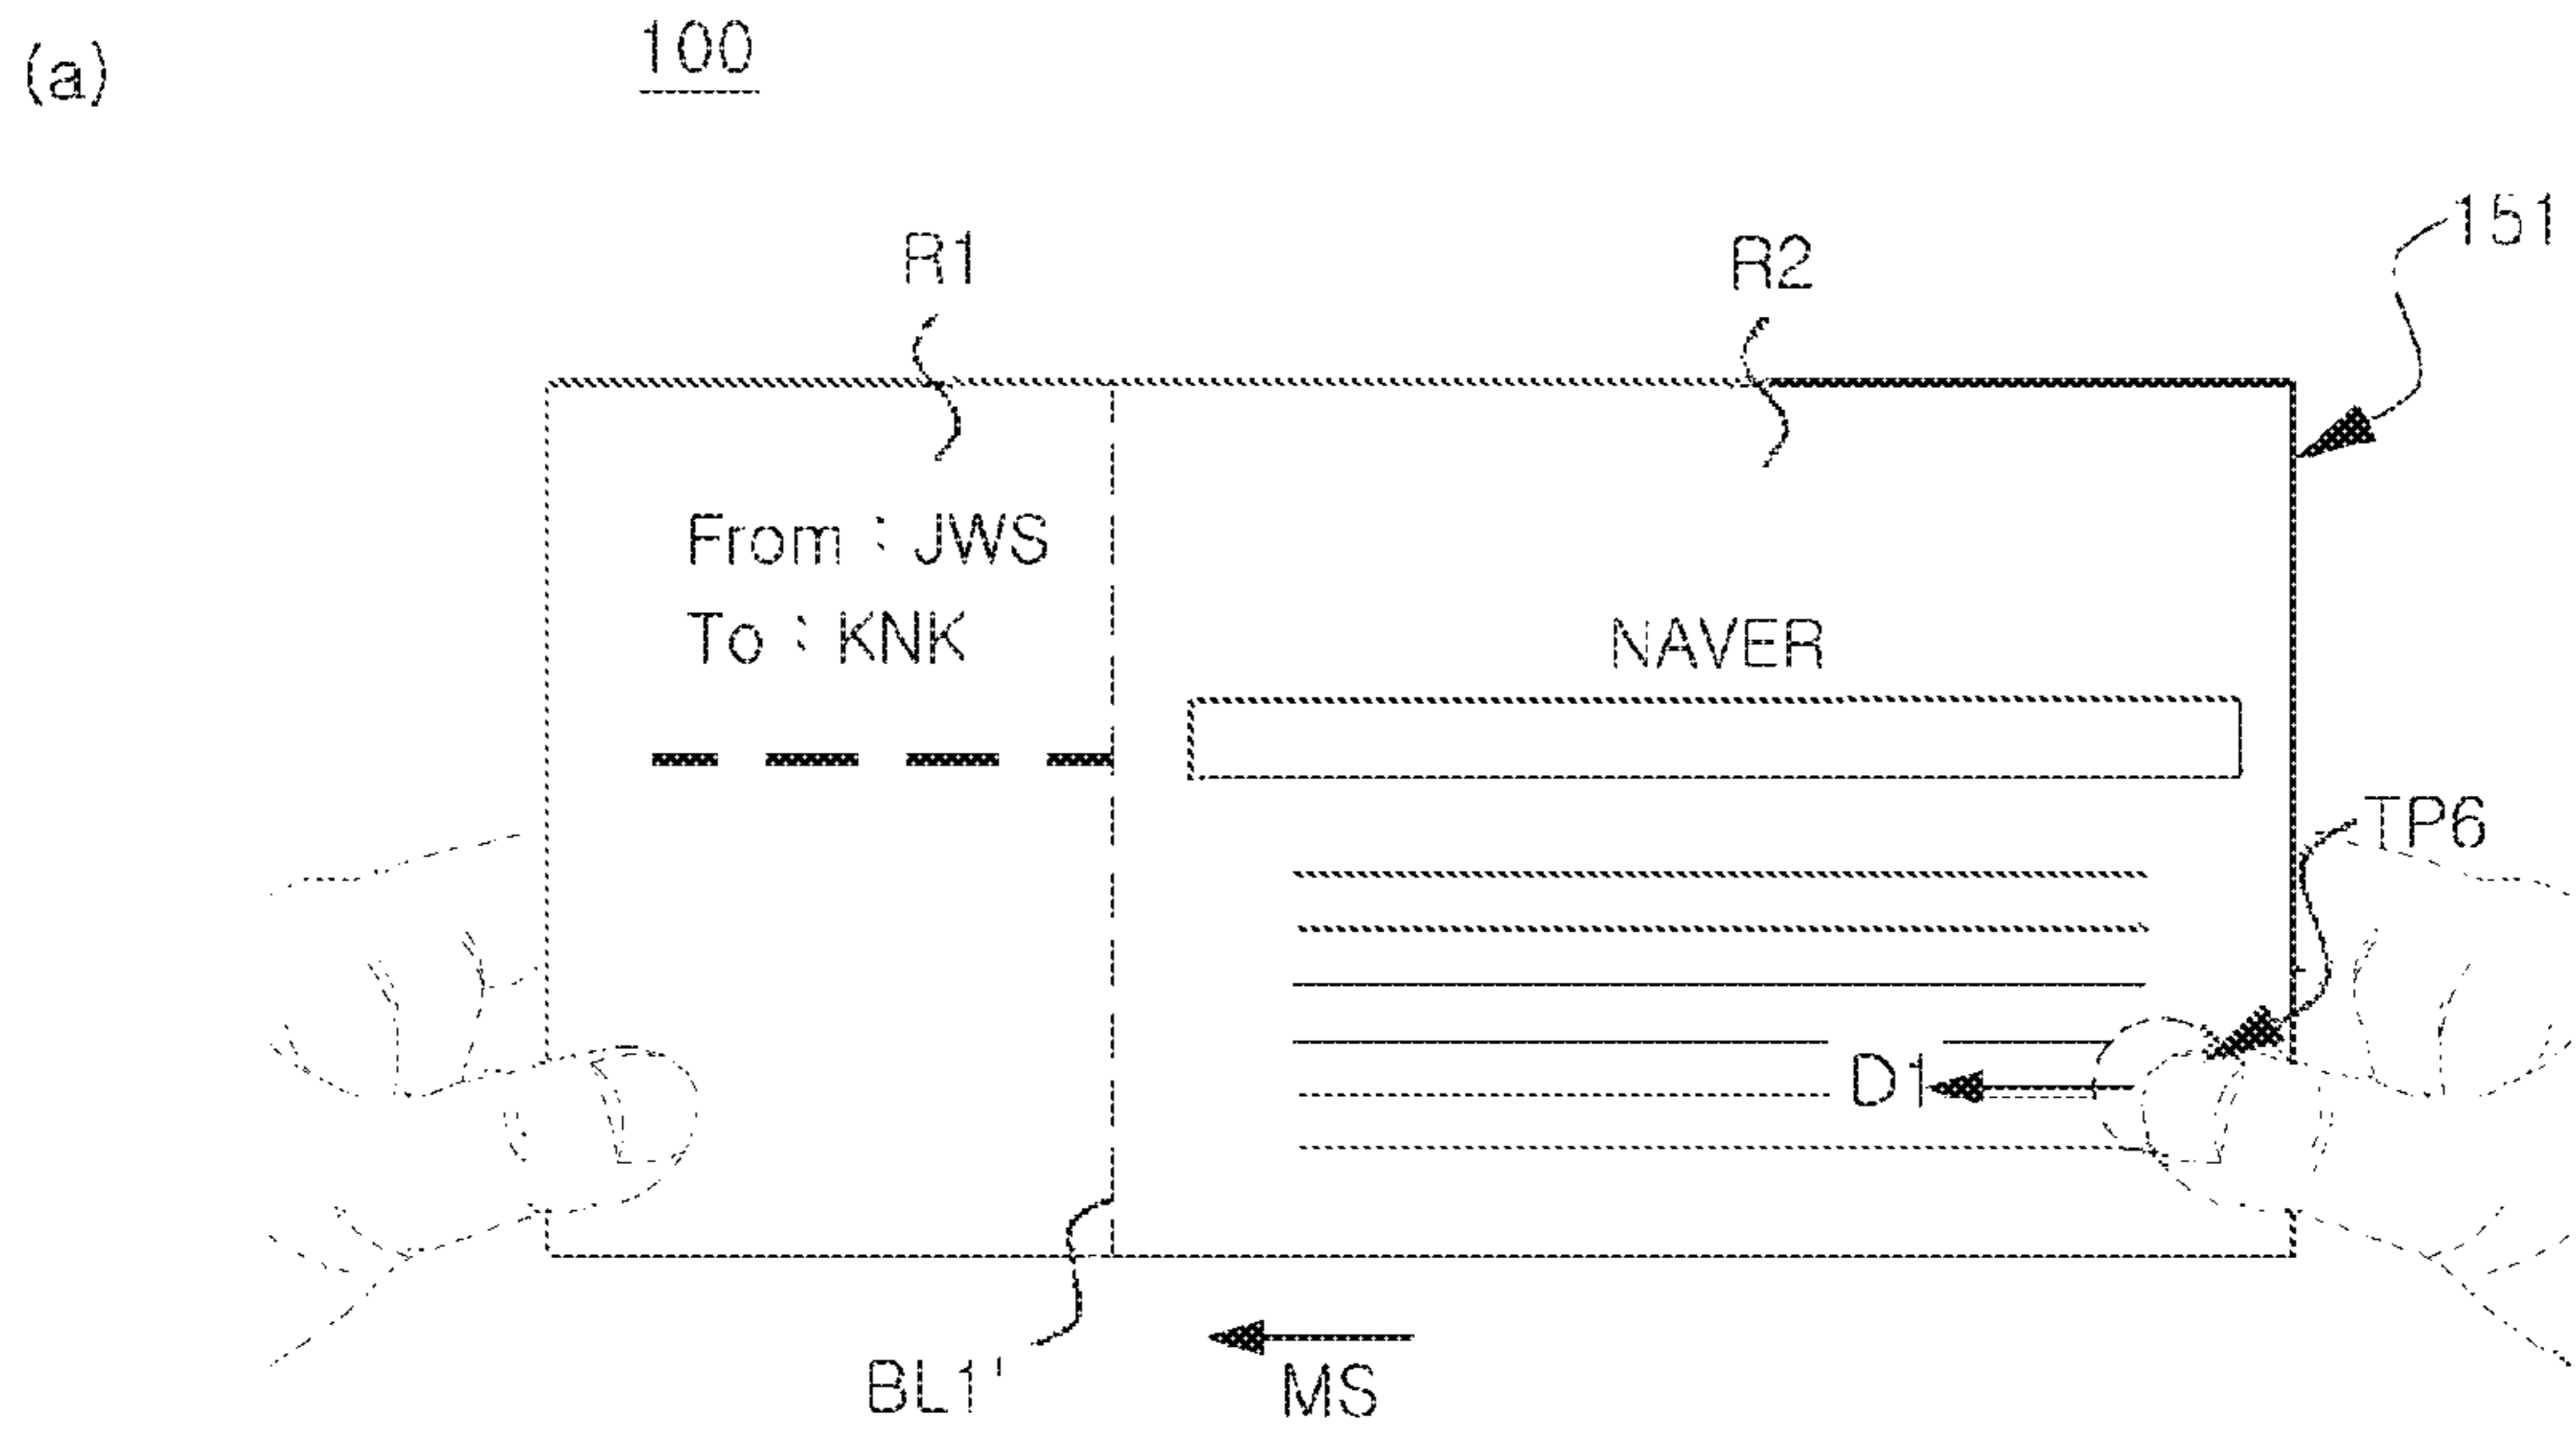 (a)
100
R1
R2
151
From : JWS
To : KNK
NAVER
TP6
D1
BL1'
MS